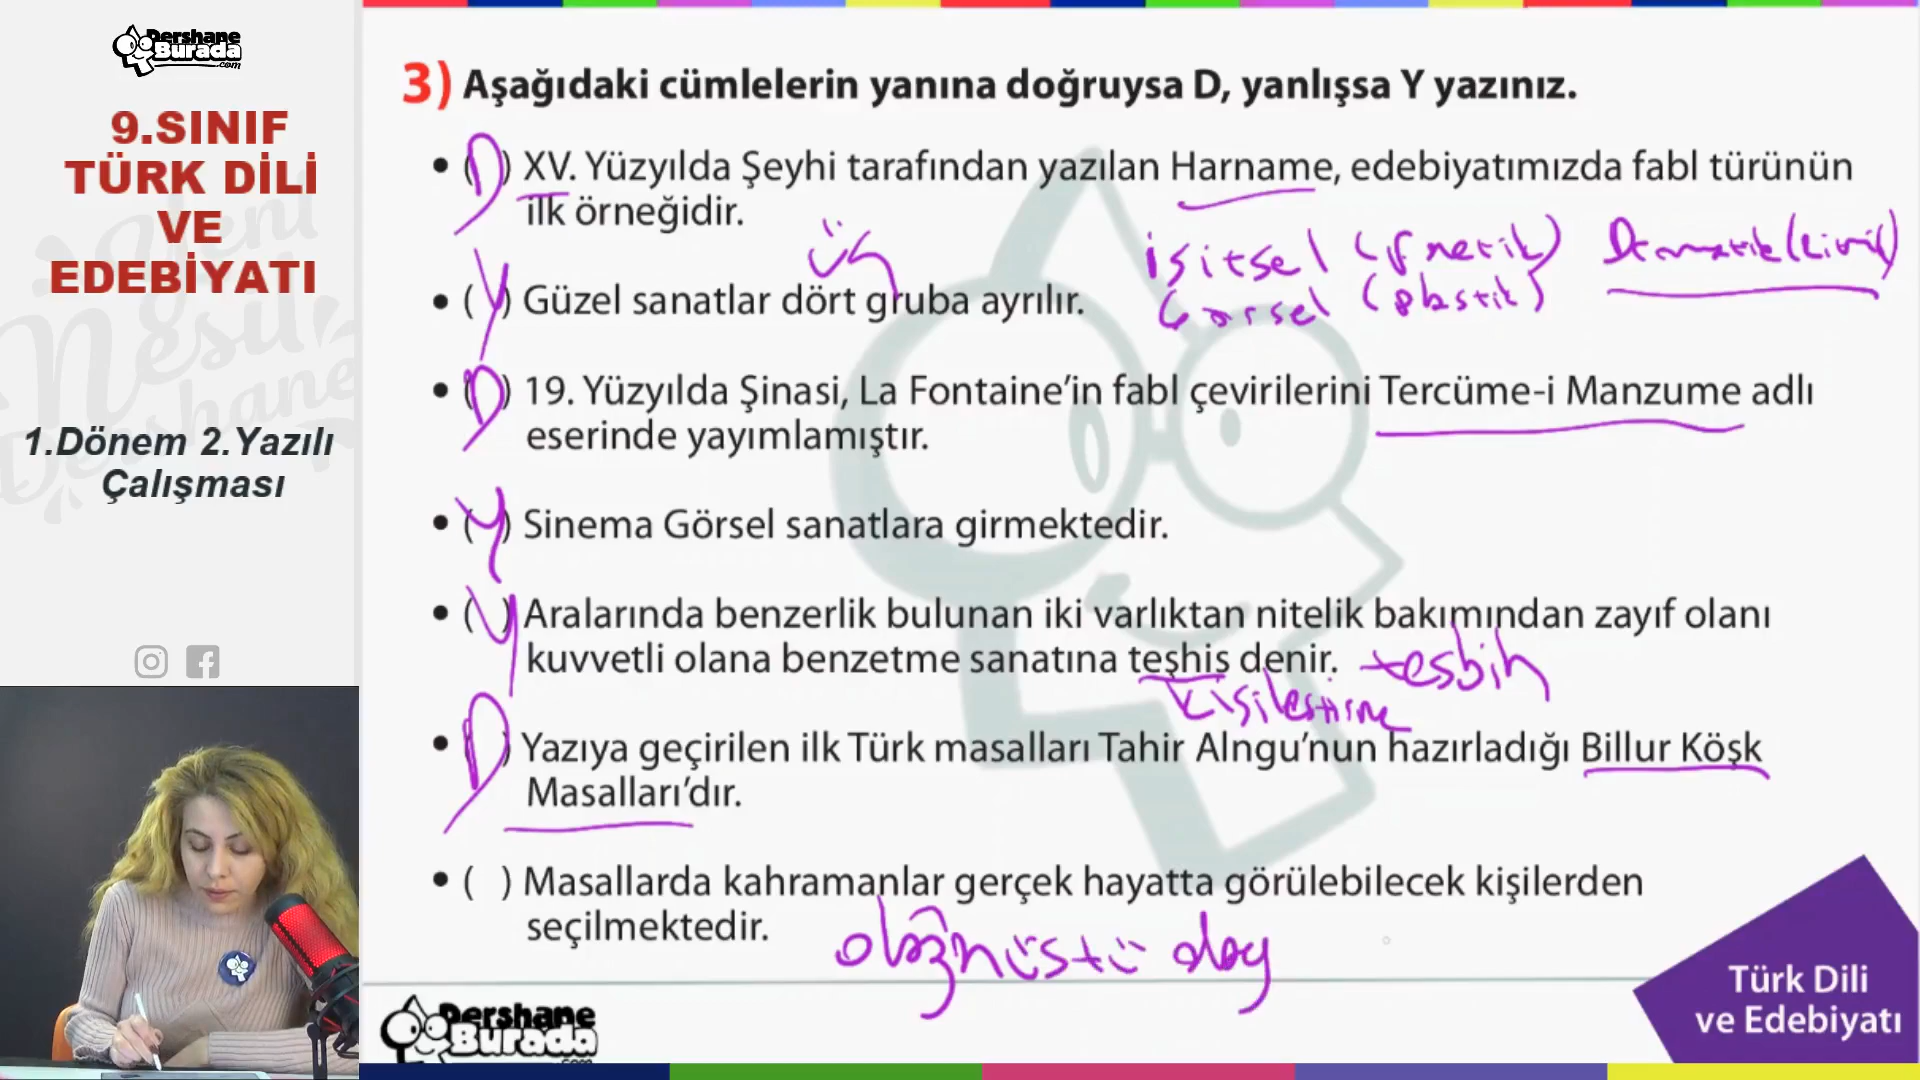 Dershane
Burada
.com
9.SINIF
TÜRK DİLİ
VE
EDEBİYATI
1.Dönem 2.Yazılı
Çalışması
3) Aşağıdaki cümlelerin yanına doğruysa D, yanlışsa Y yazınız.
• (D) XV. Yüzyılda Şeyhi tarafından yazılan Harname, edebiyatımızda fabl türünün
ilk örneğidir.
üç
işitsel (fonetik) Dramatik (ritmik)
Görsel (plastik)
• (Y) Güzel sanatlar dört gruba ayrılır.
• (D) 19. Yüzyılda Şinasi, La Fontaine’in fabl çevirilerini Tercüme-i Manzume adlı
eserinde yayımlamıştır.
• (Y) Sinema Görsel sanatlara girmektedir.
• (Y) Aralarında benzerlik bulunan iki varlıktan nitelik bakımından zayıf olanı
kuvvetli olana benzetme sanatına teşhis denir. tesbih
kişileştirme
• (D) Yazıya geçirilen ilk Türk masalları Tahir Alngu’nun hazırladığı Billur Köşk
Masalları’dır.
• ( ) Masallarda kahramanlar gerçek hayatta görülebilecek kişilerden
seçilmektedir.
olağanüstü olay
Dershane
Burada
.com
Türk Dili
ve Edebiyatı